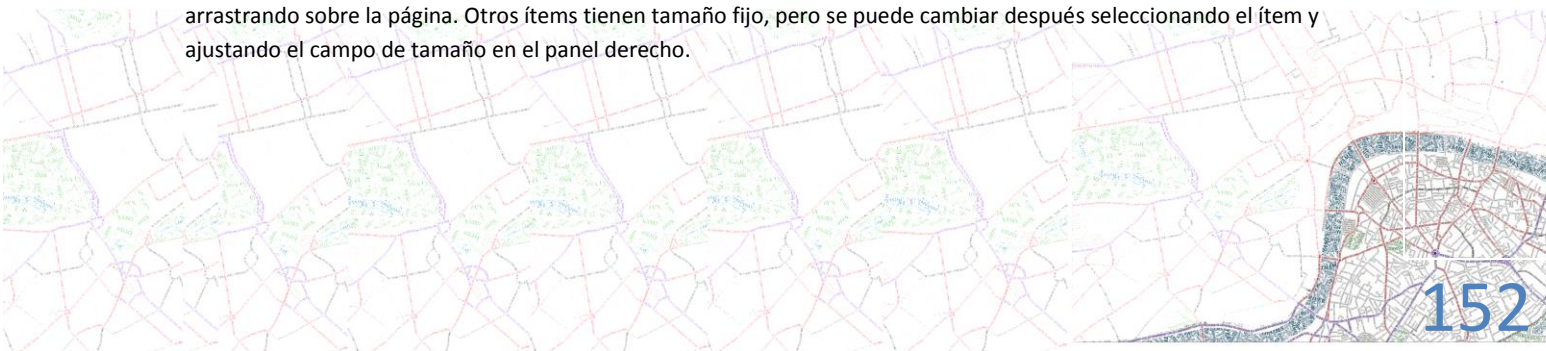 arrastrando sobre la página. Otros ítems tienen tamaño fijo, pero se puede cambiar después seleccionando el ítem y
ajustando el campo de tamaño en el panel derecho.
152